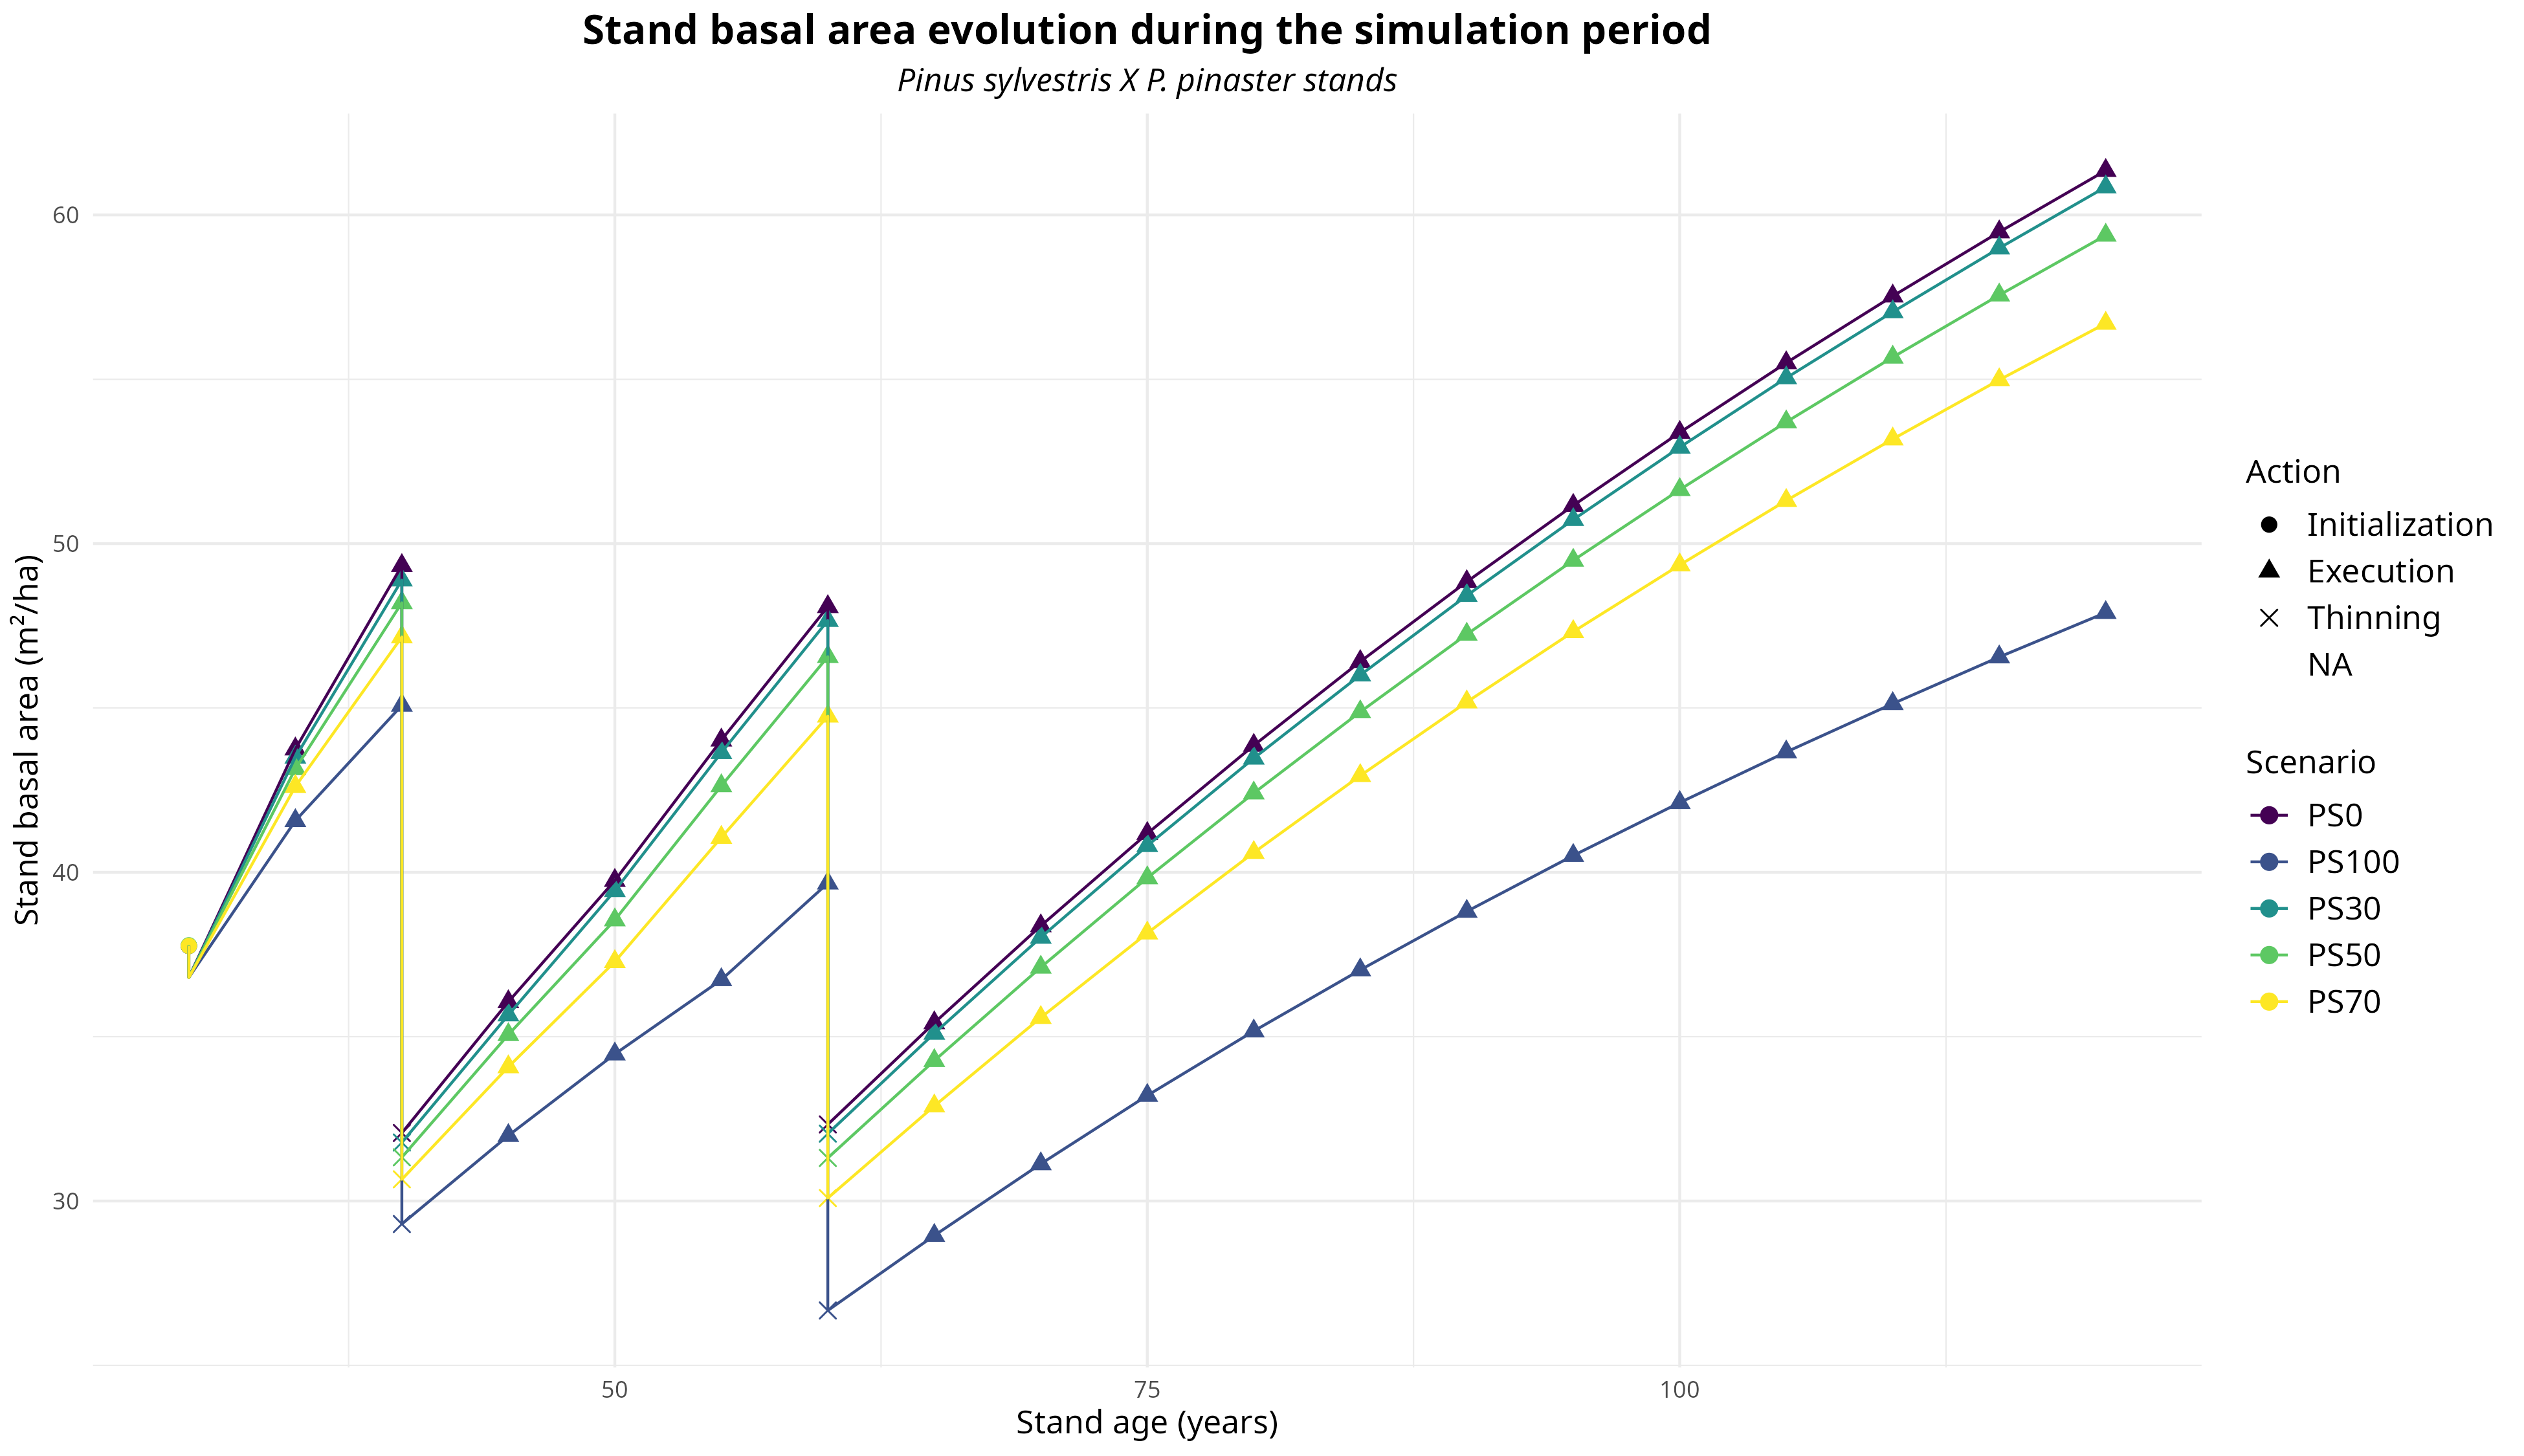 Stand basal area evolution during the simulation period
Pinus sylvestris X P. pinaster stands
Stand basal area (m²/ha)
60
50
40
30
50
75
100
Stand age (years)
Action
Initialization
Execution
Thinning
NA
Scenario
PS0
PS100
PS30
PS50
PS70